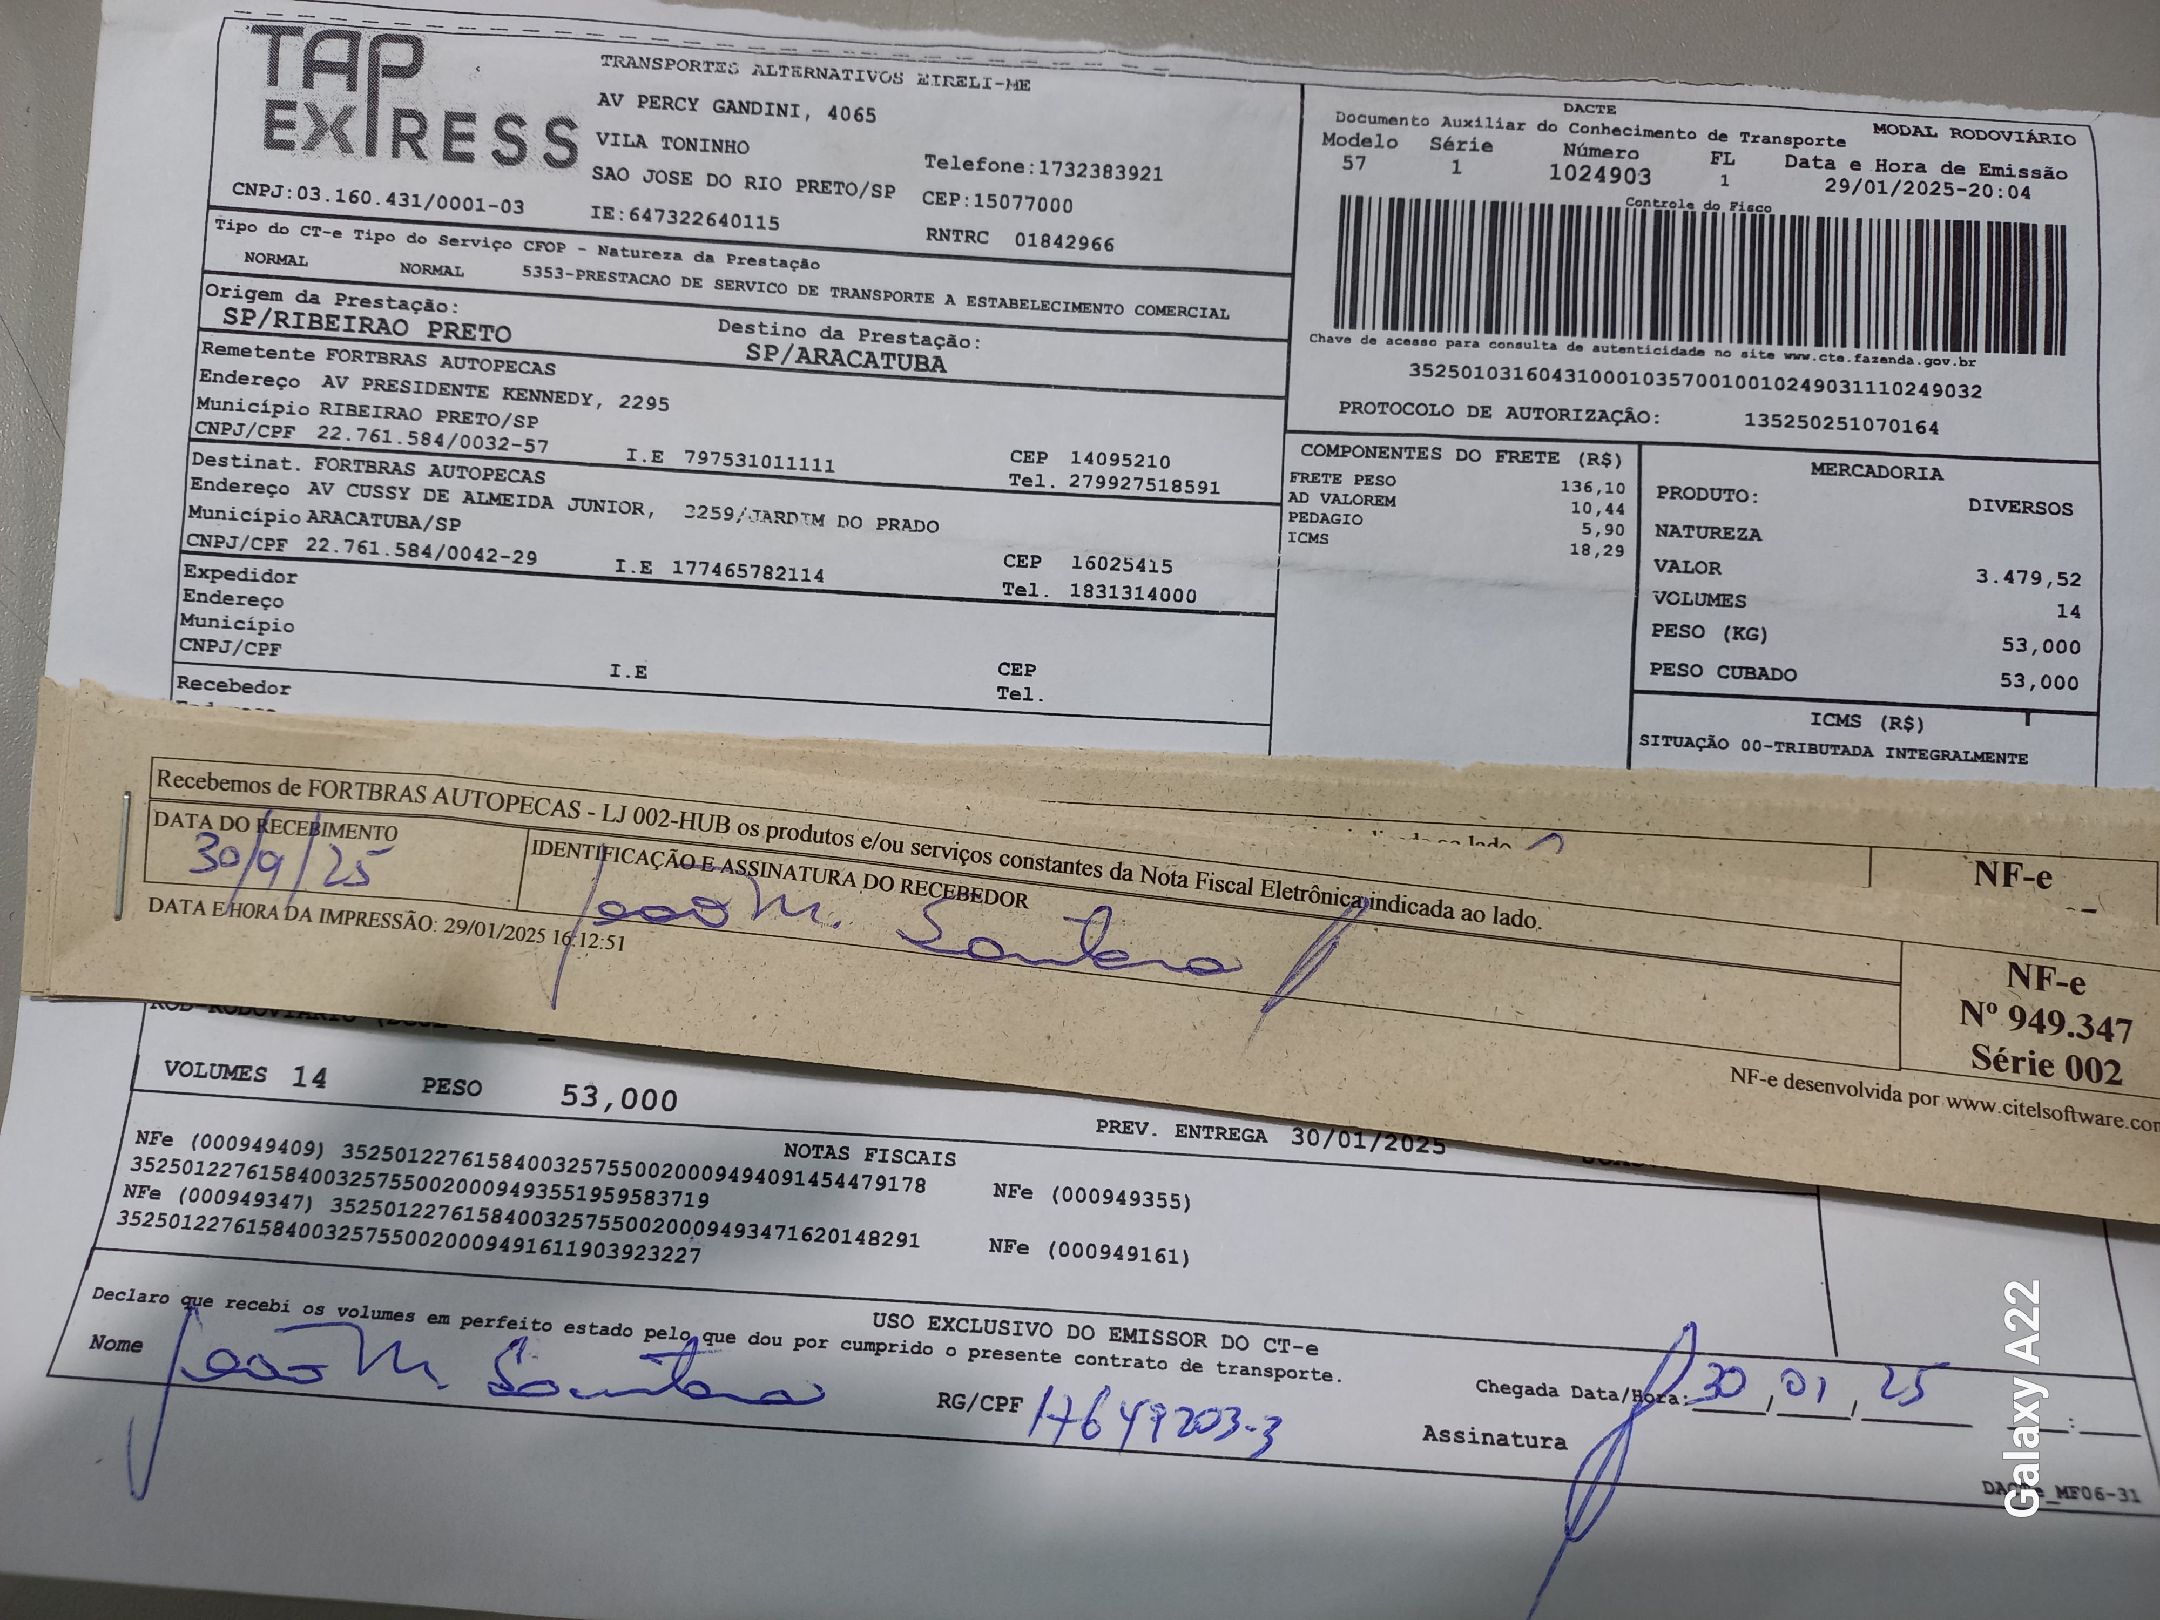 TAP EXPRESS
TRANSPORTES ALTERNATIVOS EIRELI-ME
AV PERCY GANDINI, 4065
VILA TONINHO
SAO JOSE DO RIO PRETO/SP
Telefone:1732383921
CEP:15077000
CNPJ:03.160.431/0001-03
IE:647322640115
RNTRC 01842966
DACTE
Documento Auxiliar do Conhecimento de Transporte
MODAL RODOVIÁRIO
Modelo Série Número FL Data e Hora de Emissão
57 1 1024903 1 29/01/2025-20:04
Controle do Fisco
Chave de acesso para consulta de autenticidade no site www.cte.fazenda.gov.br
35250103160431000103570010010249031110249032
PROTOCOLO DE AUTORIZAÇÃO: 135250251070164
Tipo do CT-e Tipo do Serviço CFOP - Natureza da Prestação
NORMAL NORMAL 5353-PRESTACAO DE SERVICO DE TRANSPORTE A ESTABELECIMENTO COMERCIAL
Origem da Prestação:
SP/RIBEIRAO PRETO
Destino da Prestação:
SP/ARACATUBA
Remetente FORTBRAS AUTOPECAS
Endereço AV PRESIDENTE KENNEDY, 2295
Município RIBEIRAO PRETO/SP
CNPJ/CPF 22.761.584/0032-57 I.E 797531011111
CEP 14095210
Tel. 279927518591
Destinat. FORTBRAS AUTOPECAS
Endereço AV CUSSY DE ALMEIDA JUNIOR, 3259/JARDIM DO PRADO
Município ARACATUBA/SP
CNPJ/CPF 22.761.584/0042-29 I.E 177465782114
CEP 16025415
Tel. 1831314000
Expedidor
Endereço
Município
CNPJ/CPF
I.E
CEP
Tel.
Recebedor
COMPONENTES DO FRETE (R$)
FRETE PESO 136,10
AD VALOREM 10,44
PEDAGIO 5,90
ICMS 18,29
MERCADORIA
PRODUTO: DIVERSOS
NATUREZA
VALOR 3.479,52
VOLUMES 14
PESO (KG) 53,000
PESO CUBADO 53,000
ICMS (R$)
SITUAÇÃO 00-TRIBUTADA INTEGRALMENTE
NF-e
Recebemos de FORTBRAS AUTOPECAS - LJ 002-HUB os produtos e/ou serviços constantes da Nota Fiscal Eletrônica indicada ao lado.
DATA DO RECEBIMENTO
30/9/25
IDENTIFICAÇÃO E ASSINATURA DO RECEBEDOR
João M. Santana
DATA E HORA DA IMPRESSÃO: 29/01/2025 16:12:51
NF-e
Nº 949.347
Série 002
NF-e desenvolvida por www.citelsoftware.com
VOLUMES 14 PESO 53,000
PREV. ENTREGA 30/01/2025
NOTAS FISCAIS
NFe (000949409) 35250122761584003257550020009494091454479178 NFe (000949355)
35250122761584003257550020009493551959583719
NFe (000949347) 35250122761584003257550020009493471620148291 NFe (000949161)
35250122761584003257550020009491611903923227
USO EXCLUSIVO DO EMISSOR DO CT-e
Declaro que recebi os volumes em perfeito estado pelo que dou por cumprido o presente contrato de transporte.
Nome João M. Santana
RG/CPF 17649203-3
Chegada Data/Hora: 30/01/25 :
Assinatura
DACTe_MF06-31
Galaxy A22